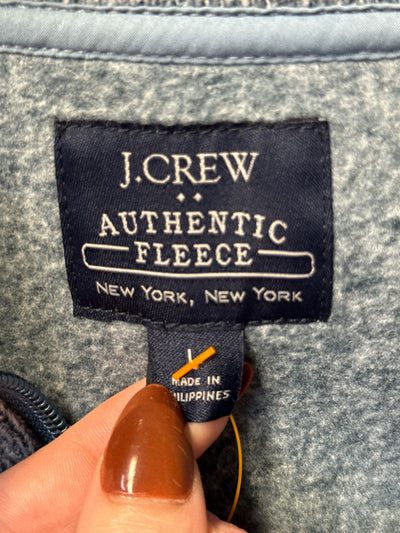 J.CREW
AUTHENTIC
FLEECE
NEW YORK, NEW YORK
L
MADE IN
PHILIPPINES